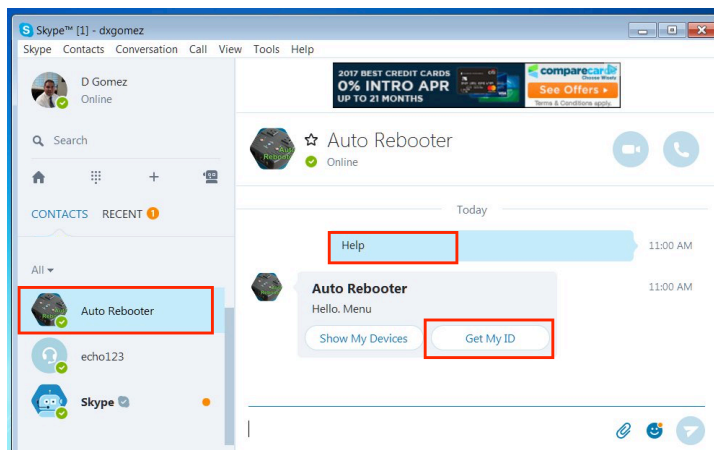 Skype™ [1] - dxgomez
Skype Contacts Conversation Call View Tools Help
D Gomez
Online
Search
CONTACTS RECENT 1
All
Auto Rebooter
echo123
Skype
2017 BEST CREDIT CARDS
0% INTRO APR
UP TO 21 MONTHS
comparecards
Choose Wisely
See Offers
Terms & Conditions apply.
Auto Rebooter
Online
Today
Help
11:00 AM
Auto Rebooter
11:00 AM
Hello. Menu
Show My Devices
Get My ID